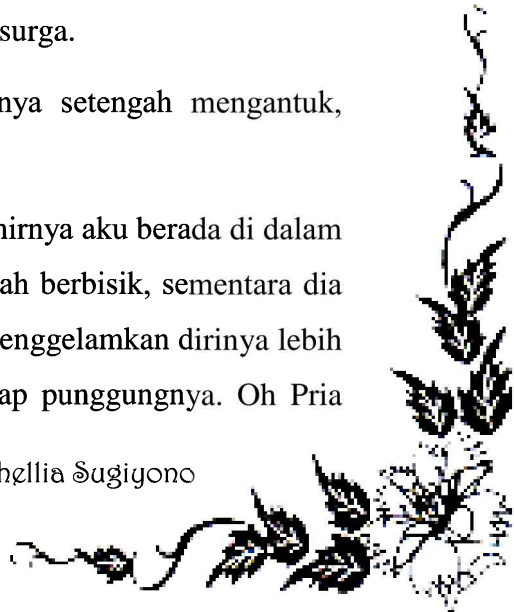 surga.
nya setengah mengantuk,
hirnya aku berada di dalam
ah berbisik, sementara dia
enggelamkan dirinya lebih
ap punggungnya. Oh Pria
hellia Sugiyono